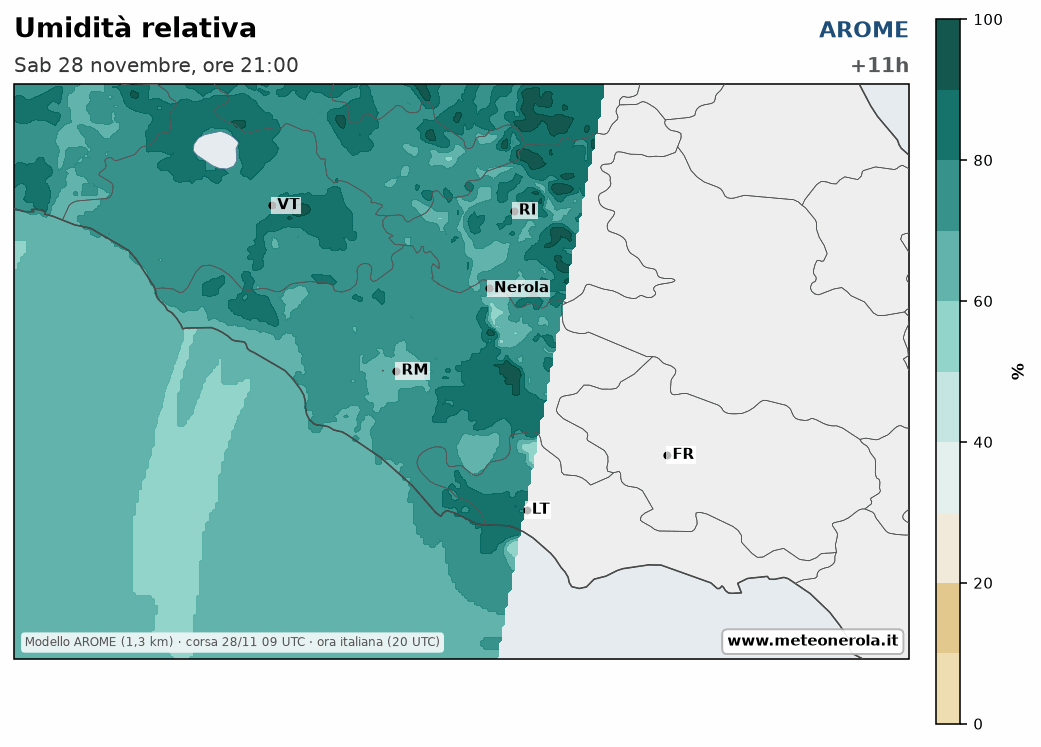 Umidità relativa
AROME
Sab 28 novembre, ore 21:00
+11h
100
80
60
40
20
0
%
VT
RI
Nerola
RM
FR
LT
Modello AROME (1,3 km) · corsa 28/11 09 UTC · ora italiana (20 UTC)
www.meteonerola.it